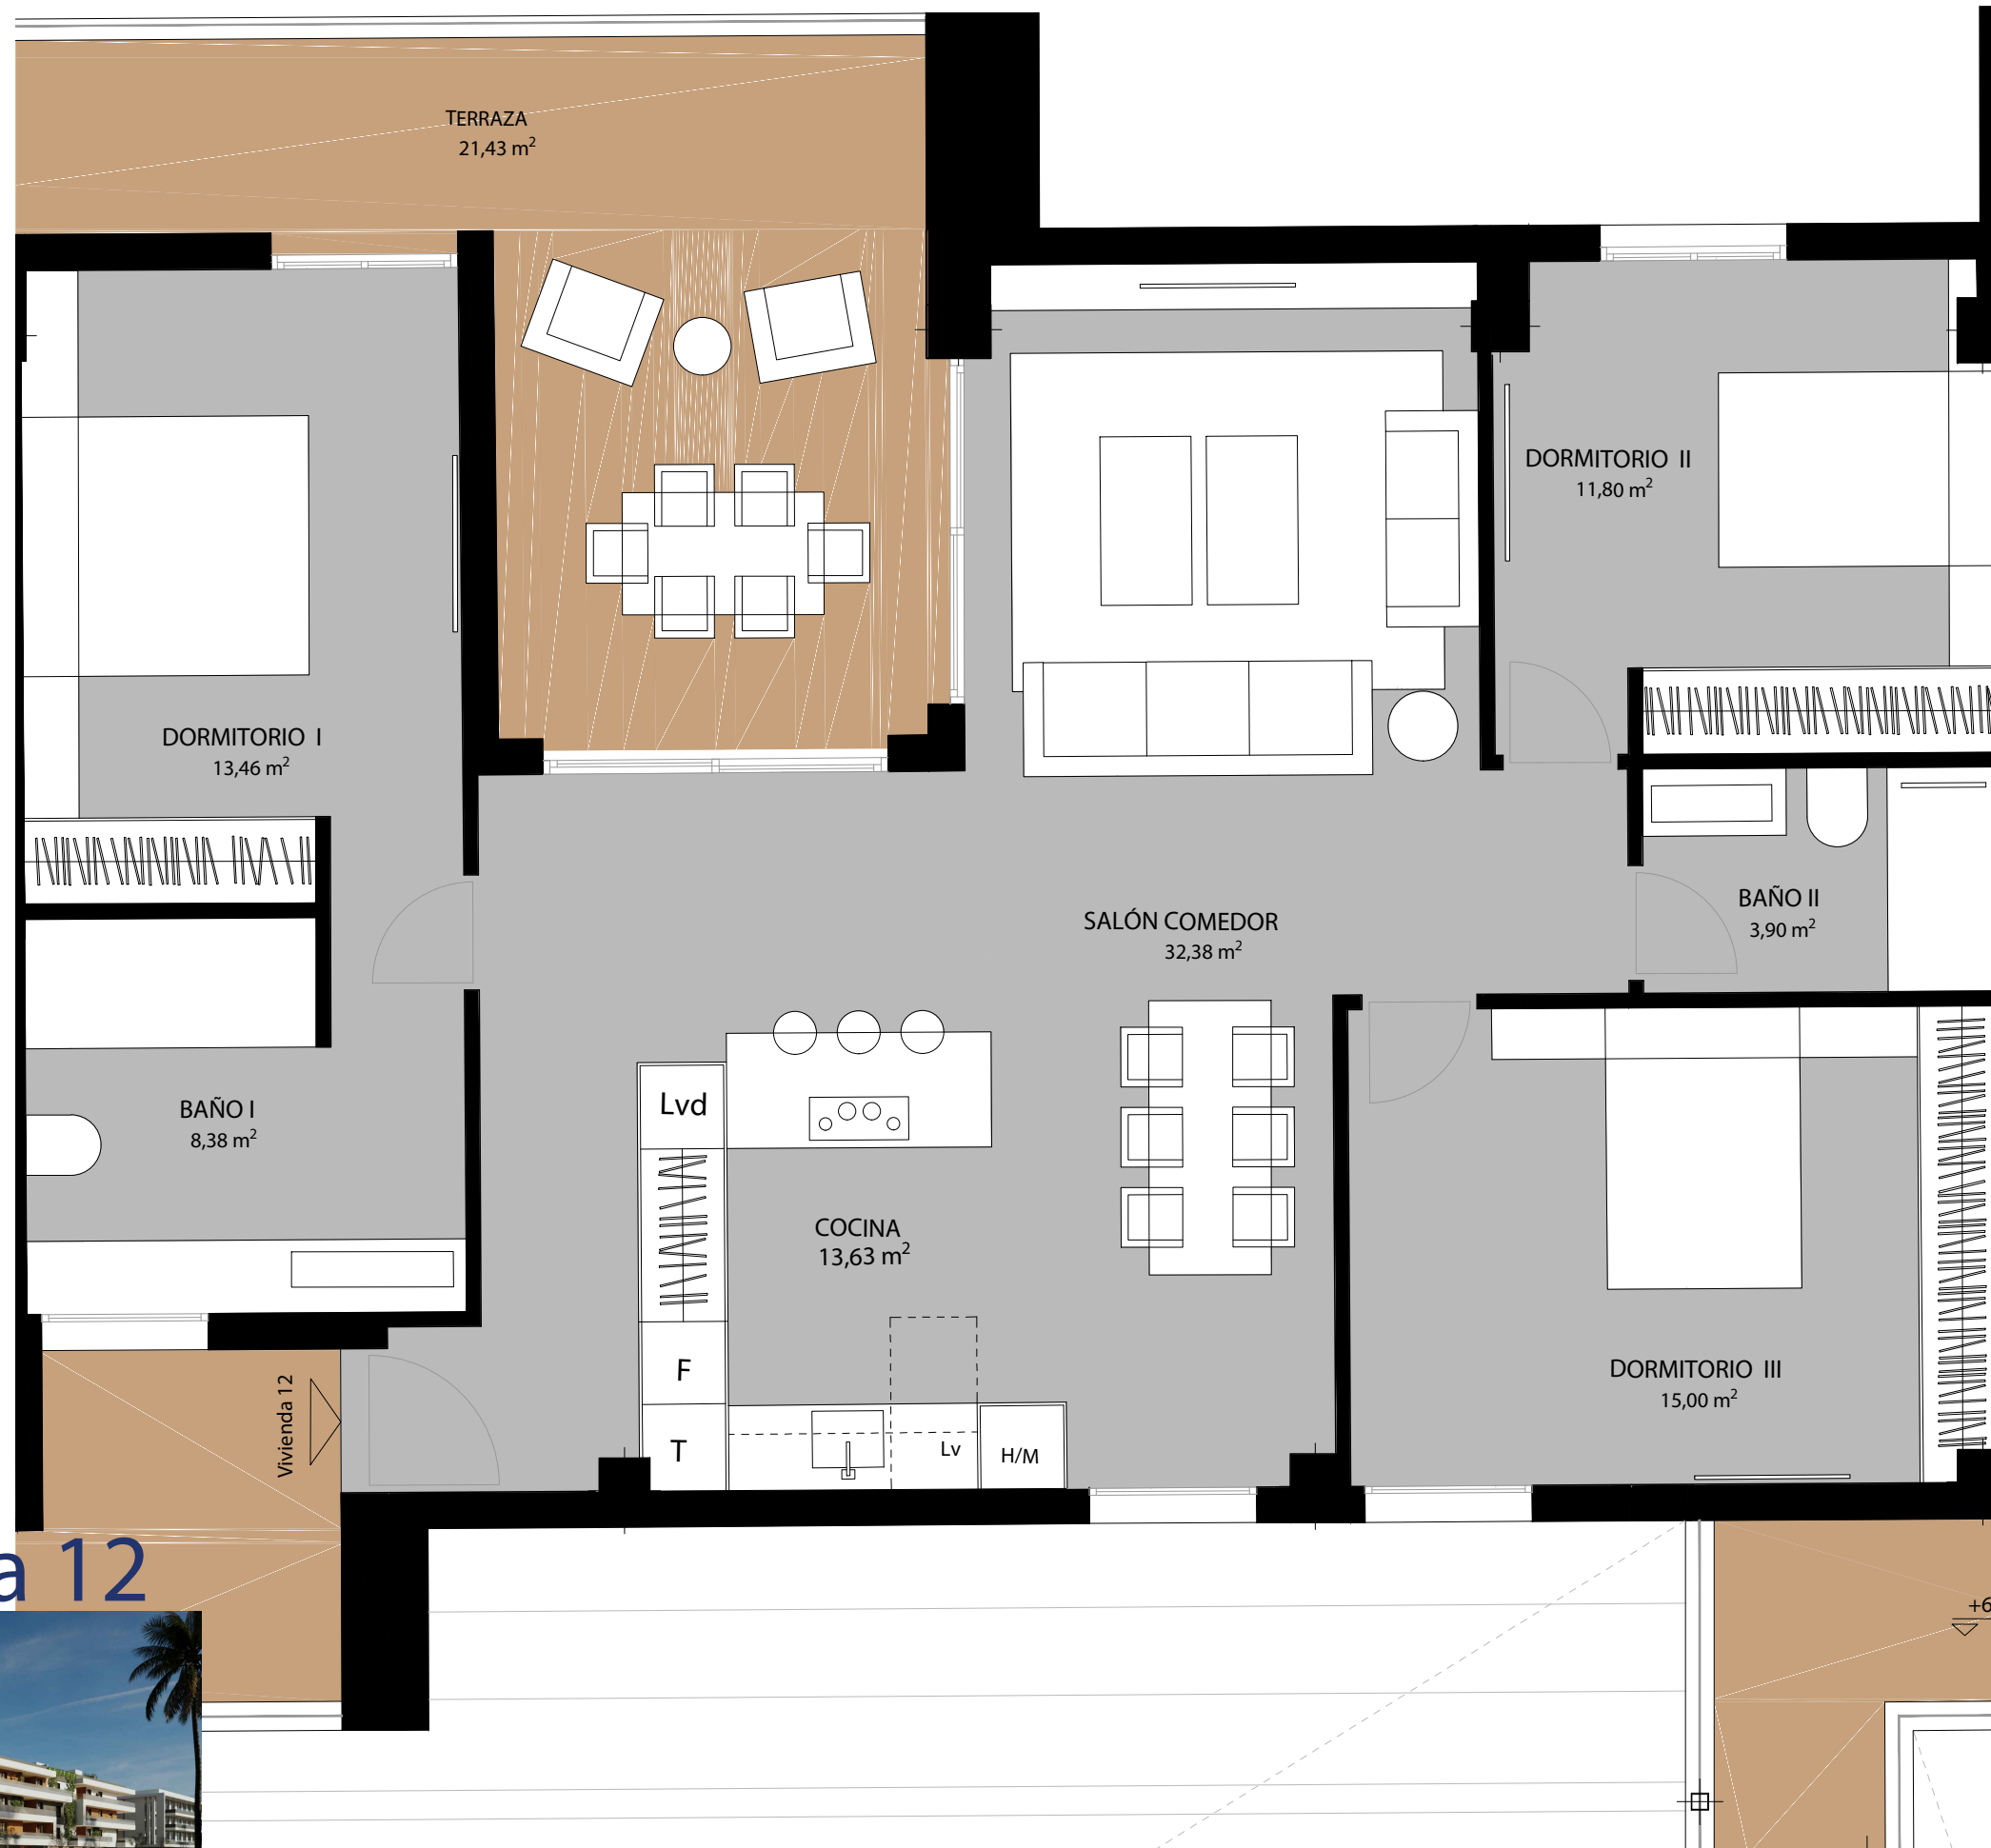 TERRAZA
21,43 m²
DORMITORIO II
11,80 m²
DORMITORIO I
13,46 m²
SALÓN COMEDOR
32,38 m²
BAÑO II
3,90 m²
BAÑO I
8,38 m²
Lvd
COCINA
13,63 m²
F
T
Lv
H/M
DORMITORIO III
15,00 m²
Vivienda 12
a 12
+6